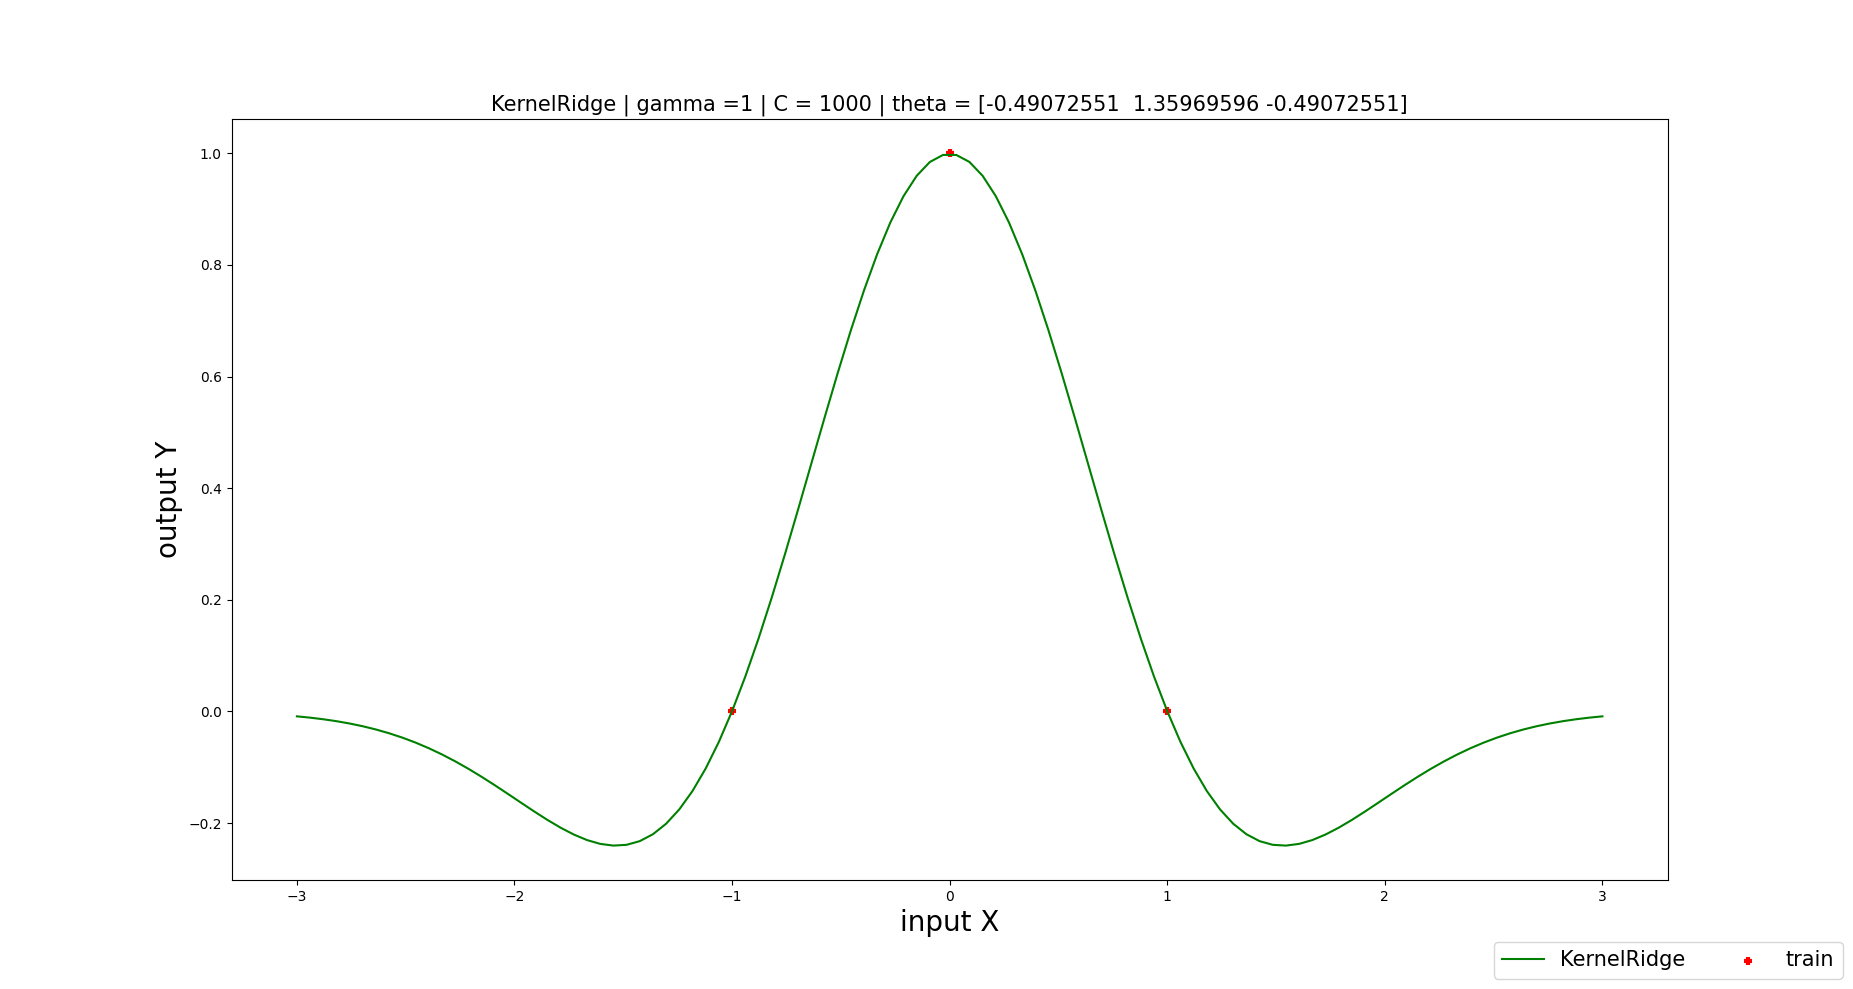 KernelRidge | gamma =1 | C = 1000 | theta = [-0.49072551  1.35969596 -0.49072551]
1.0
0.8
0.6
0.4
0.2
0.0
−0.2
output Y
−3
−2
−1
0
1
2
3
input X
KernelRidge
train